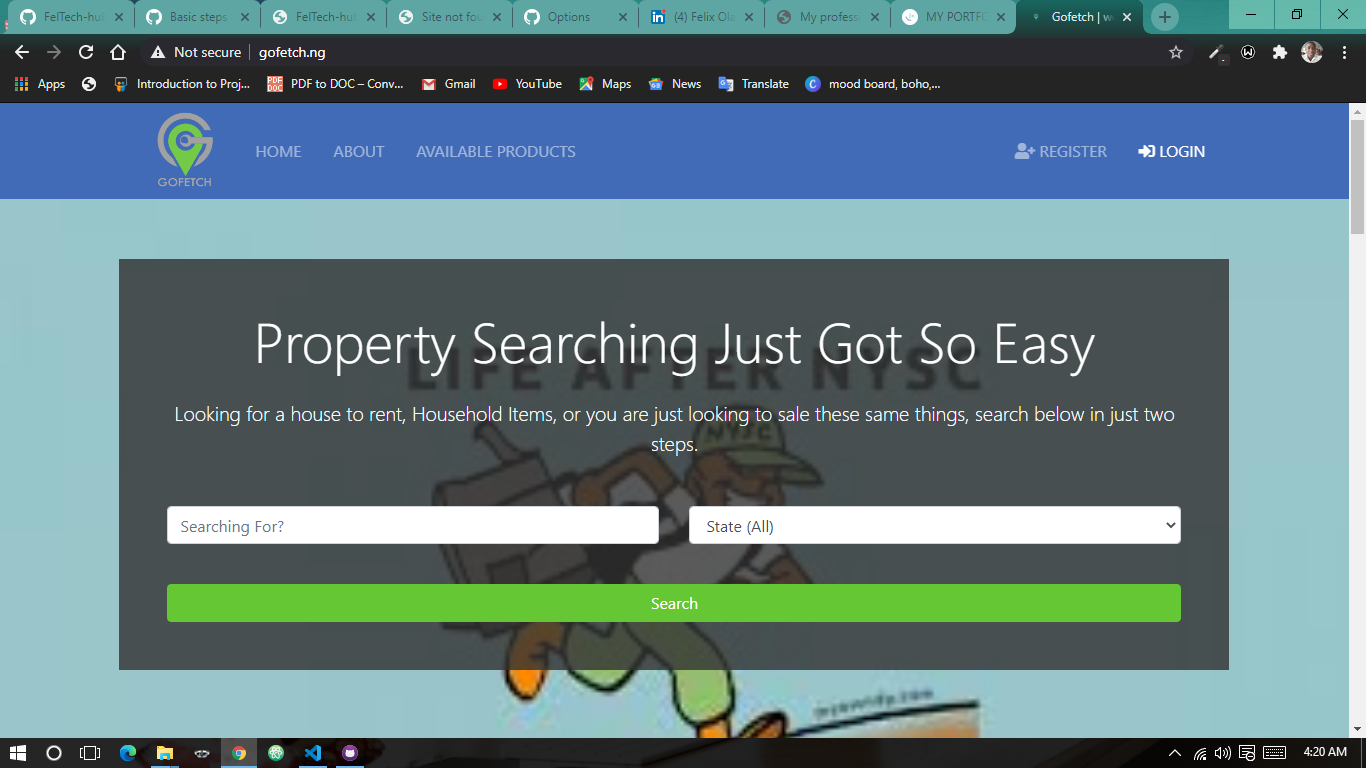 FelTech-hu
Basic steps
FelTech-hu
Site not fou
Options
(4) Felix Ola
My profess
MY PORTFO
Gofetch | w
Not secure
gofetch.ng
Apps
Introduction to Proj...
PDF to DOC – Conv...
Gmail
YouTube
Maps
News
Translate
mood board, boho,...
GOFETCH
HOME
ABOUT
AVAILABLE PRODUCTS
REGISTER
LOGIN
Property Searching Just Got So Easy
LIFE AFTER NYSC
Looking for a house to rent, Household Items, or you are just looking to sale these same things, search below in just two
steps.
NYSC
Searching For?
State (All)
Search
4:20 AM